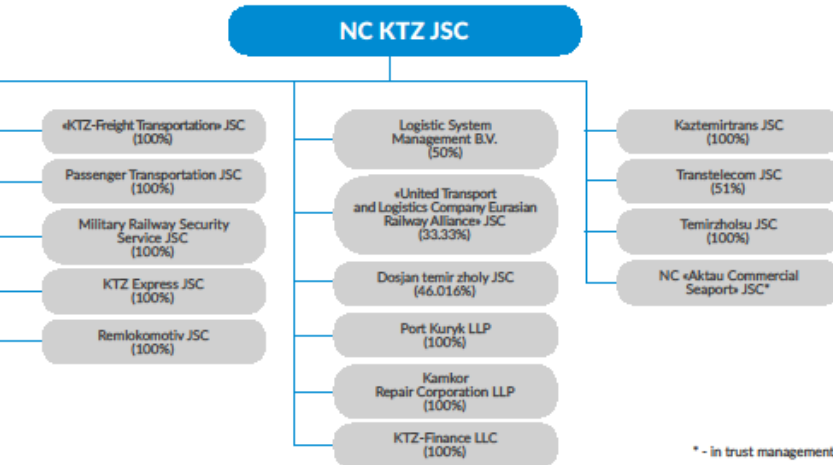 NC KTZ JSC
«KTZ-Freight Transportation» JSC
(100%)
Passenger Transportation JSC
(100%)
Military Railway Security
Service JSC
(100%)
KTZ Express JSC
(100%)
Remlokomotiv JSC
(100%)
Logistic System
Management B.V.
(50%)
«United Transport
and Logistics Company Eurasian
Railway Alliance» JSC
(33.33%)
Dosjan temir zholy JSC
(46.016%)
Port Kuryk LLP
(100%)
Kamkor
Repair Corporation LLP
(100%)
KTZ-Finance LLC
(100%)
Kaztemirtrans JSC
(100%)
Transtelecom JSC
(51%)
Temirzholsu JSC
(100%)
NC «Aktau Commercial
Seaport» JSC*
* - in trust management